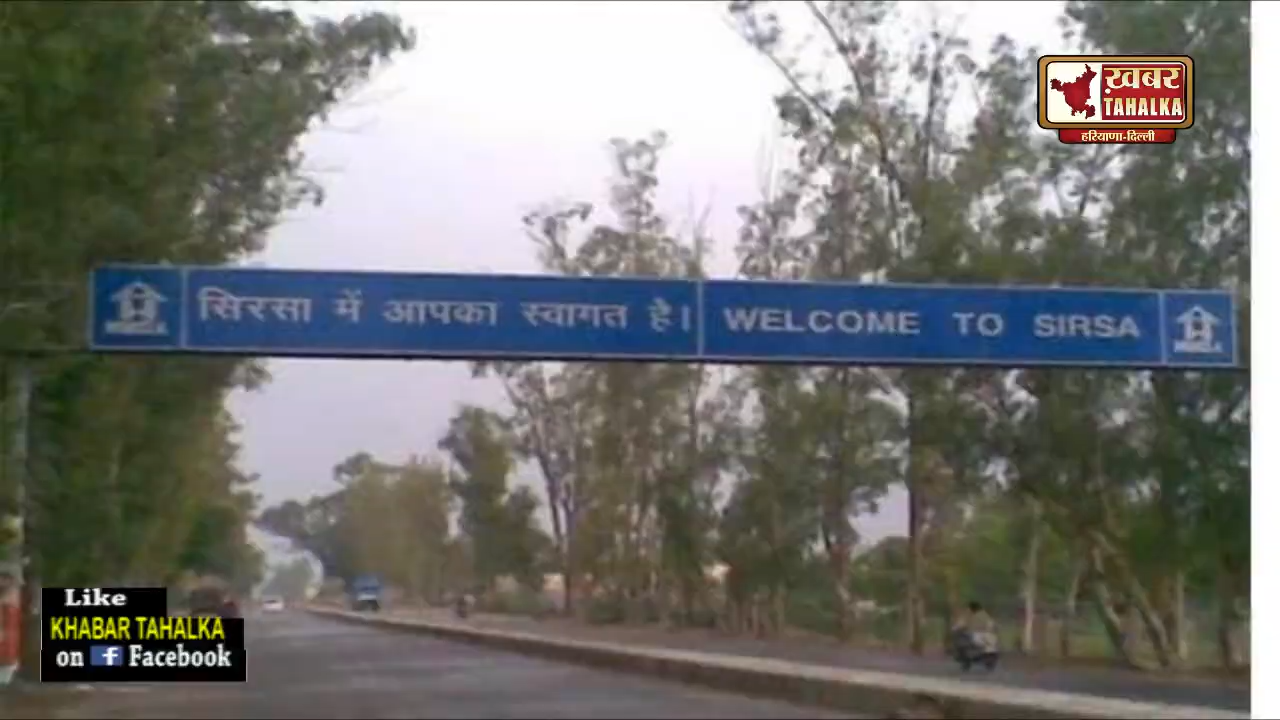 ख़बर
TAHALKA
हरियाणा-दिल्ली
सिरसा में आपका स्वागत है। WELCOME TO SIRSA
Like
KHABAR TAHALKA
on f Facebook